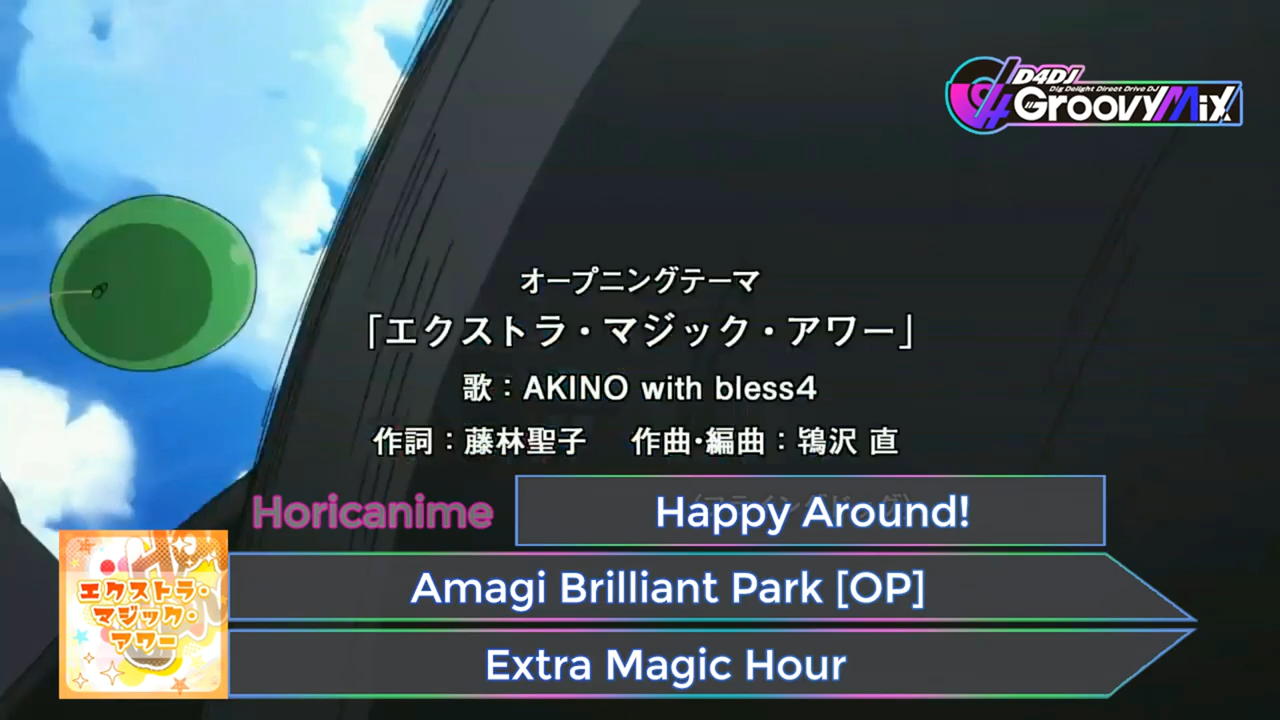 D4DJ
Dig Delight Direct Drive DJ
GroovyMix
オープニングテーマ
「エクストラ・マジック・アワー」
歌：AKINO with bless4
作詞：藤林聖子 作曲・編曲：鴇沢 直
Horicanime
Happy Around!
エクストラ・
マジック・
アワー
Amagi Brilliant Park [OP]
Extra Magic Hour